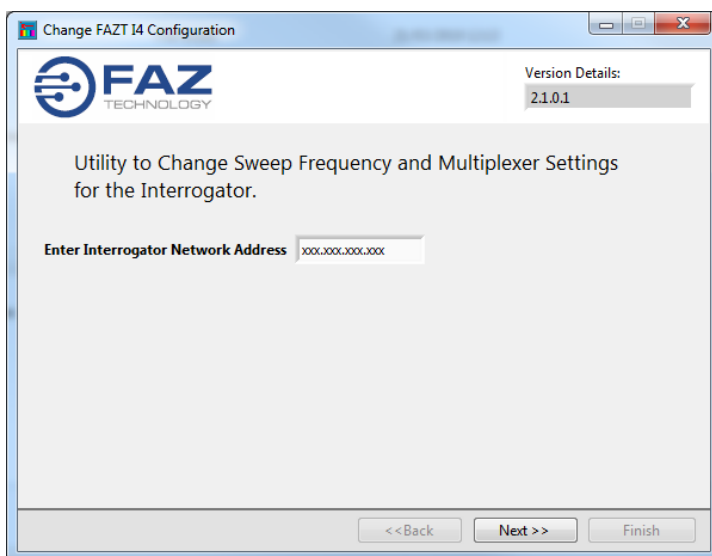 Change FAZT I4 Configuration
FAZ
TECHNOLOGY
Version Details:
2.1.0.1
Utility to Change Sweep Frequency and Multiplexer Settings
for the Interrogator.
Enter Interrogator Network Address xxx.xxx.xxx.xxx
<<Back Next >> Finish